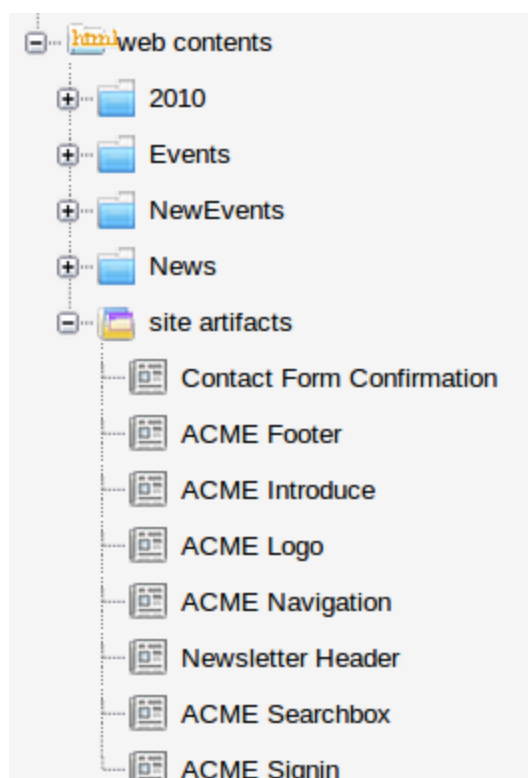 html web contents
2010
Events
NewEvents
News
site artifacts
Contact Form Confirmation
ACME Footer
ACME Introduce
ACME Logo
ACME Navigation
Newsletter Header
ACME Searchbox
ACME Signin